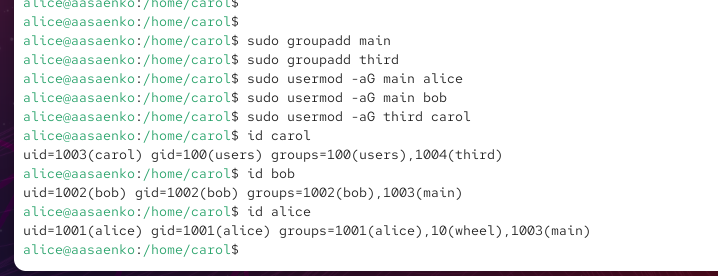 alice@aasaenko:/home/carol$
alice@aasaenko:/home/carol$
alice@aasaenko:/home/carol$ sudo groupadd main
alice@aasaenko:/home/carol$ sudo groupadd third
alice@aasaenko:/home/carol$ sudo usermod -aG main alice
alice@aasaenko:/home/carol$ sudo usermod -aG main bob
alice@aasaenko:/home/carol$ sudo usermod -aG third carol
alice@aasaenko:/home/carol$ id carol
uid=1003(carol) gid=100(users) groups=100(users),1004(third)
alice@aasaenko:/home/carol$ id bob
uid=1002(bob) gid=1002(bob) groups=1002(bob),1003(main)
alice@aasaenko:/home/carol$ id alice
uid=1001(alice) gid=1001(alice) groups=1001(alice),10(wheel),1003(main)
alice@aasaenko:/home/carol$